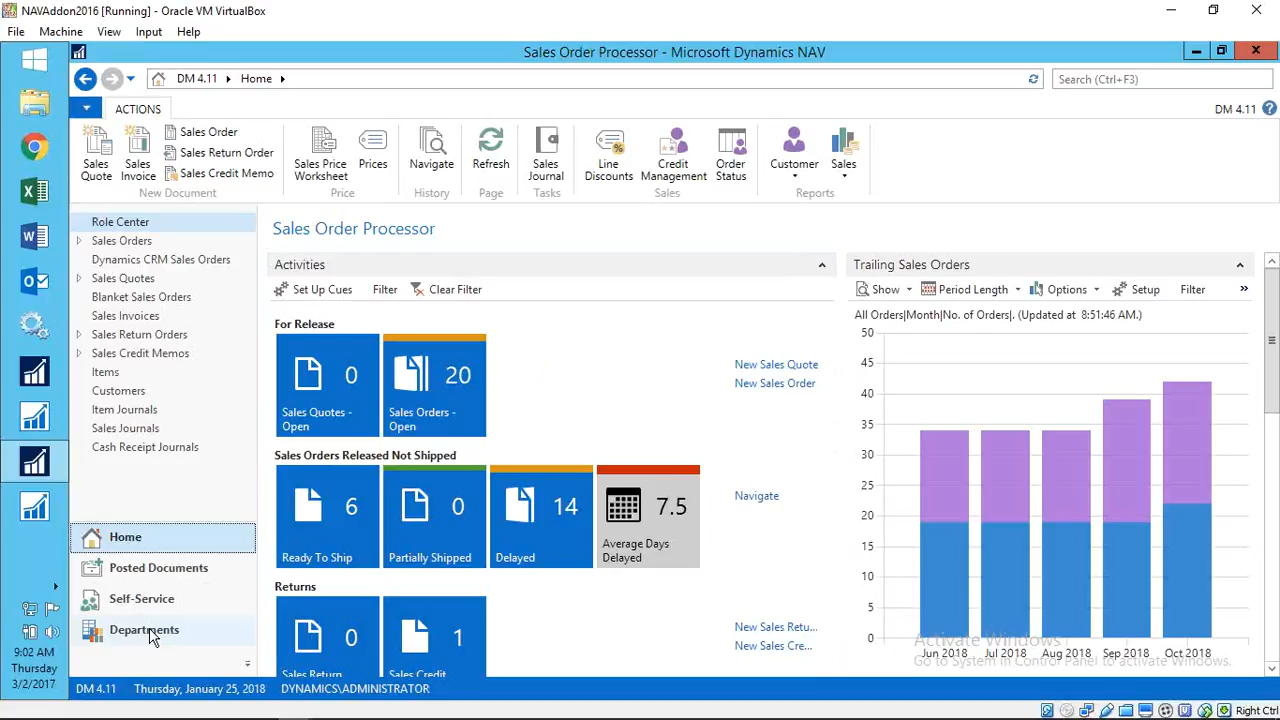 NAVAddon2016 [Running] - Oracle VM VirtualBox
File Machine View Input Help
Sales Order Processor - Microsoft Dynamics NAV
DM 4.11 Home
Search (Ctrl+F3)
ACTIONS
DM 4.11
Sales Quote
Sales Invoice
Sales Order
Sales Return Order
Sales Credit Memo
New Document
Sales Price Worksheet
Prices
Price
Navigate
History
Refresh
Page
Sales Journal
Tasks
Line Discounts
Credit Management
Order Status
Sales
Customer
Sales
Reports
Role Center
Sales Orders
Dynamics CRM Sales Orders
Sales Quotes
Blanket Sales Orders
Sales Invoices
Sales Return Orders
Sales Credit Memos
Items
Customers
Item Journals
Sales Journals
Cash Receipt Journals
Home
Posted Documents
Self-Service
Departments
Sales Order Processor
Activities
Set Up Cues Filter Clear Filter
For Release
0
Sales Quotes - Open
20
Sales Orders - Open
New Sales Quote
New Sales Order
Sales Orders Released Not Shipped
6
Ready To Ship
0
Partially Shipped
14
Delayed
7.5
Average Days Delayed
Navigate
Returns
0
Sales Return
1
Sales Credit
New Sales Retu...
New Sales Cre...
Trailing Sales Orders
Show Period Length Options Setup Filter
All Orders|Month|No. of Orders|. (Updated at 8:51:46 AM.)
50
45
40
35
30
25
20
15
10
5
0
Jun 2018 Jul 2018 Aug 2018 Sep 2018 Oct 2018
Activate Windows
Go to System in Control Panel to activate Windows.
9:02 AM
Thursday
3/2/2017
DM 4.11 Thursday, January 25, 2018 DYNAMICS\ADMINISTRATOR
Right Ctrl